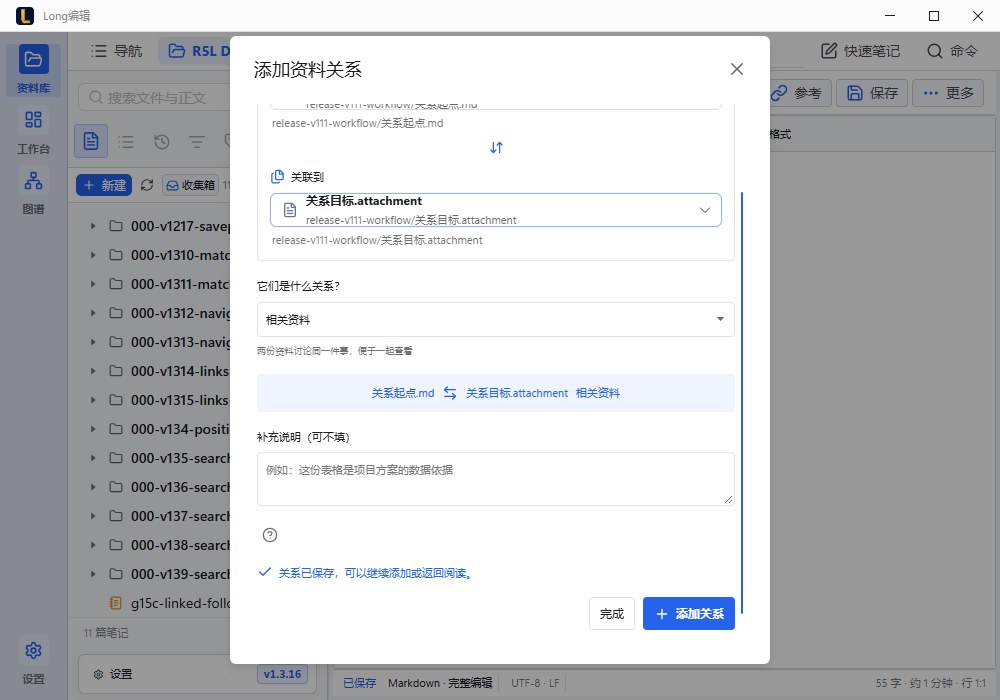 Long编辑
导航
R5L D
快速笔记
命令
资料库
搜索文件与正文
参考
保存
更多
工作台
格式
图谱
新建
收集箱
11
000-v1217-save
000-v1310-matc
000-v1311-matc
000-v1312-navig
000-v1313-navig
000-v1314-links
000-v1315-links
000-v134-positi
000-v135-search
000-v136-search
000-v137-search
000-v138-search
000-v139-search
g15c-linked-follo
11 篇笔记
设置
v1.3.16
设置
添加资料关系
release-v111-workflow/关系起点.md
release-v111-workflow/关系起点.md
关联到
关系目标.attachment
release-v111-workflow/关系目标.attachment
release-v111-workflow/关系目标.attachment
它们是什么关系？
相关资料
两份资料讨论同一件事，便于一起查看
关系起点.md 关系目标.attachment 相关资料
补充说明（可不填）
例如：这份表格是项目方案的数据依据
关系已保存，可以继续添加或返回阅读。
完成
添加关系
已保存
Markdown · 完整编辑
UTF-8 · LF
55 字 · 约 1 分钟 · 行 1:1